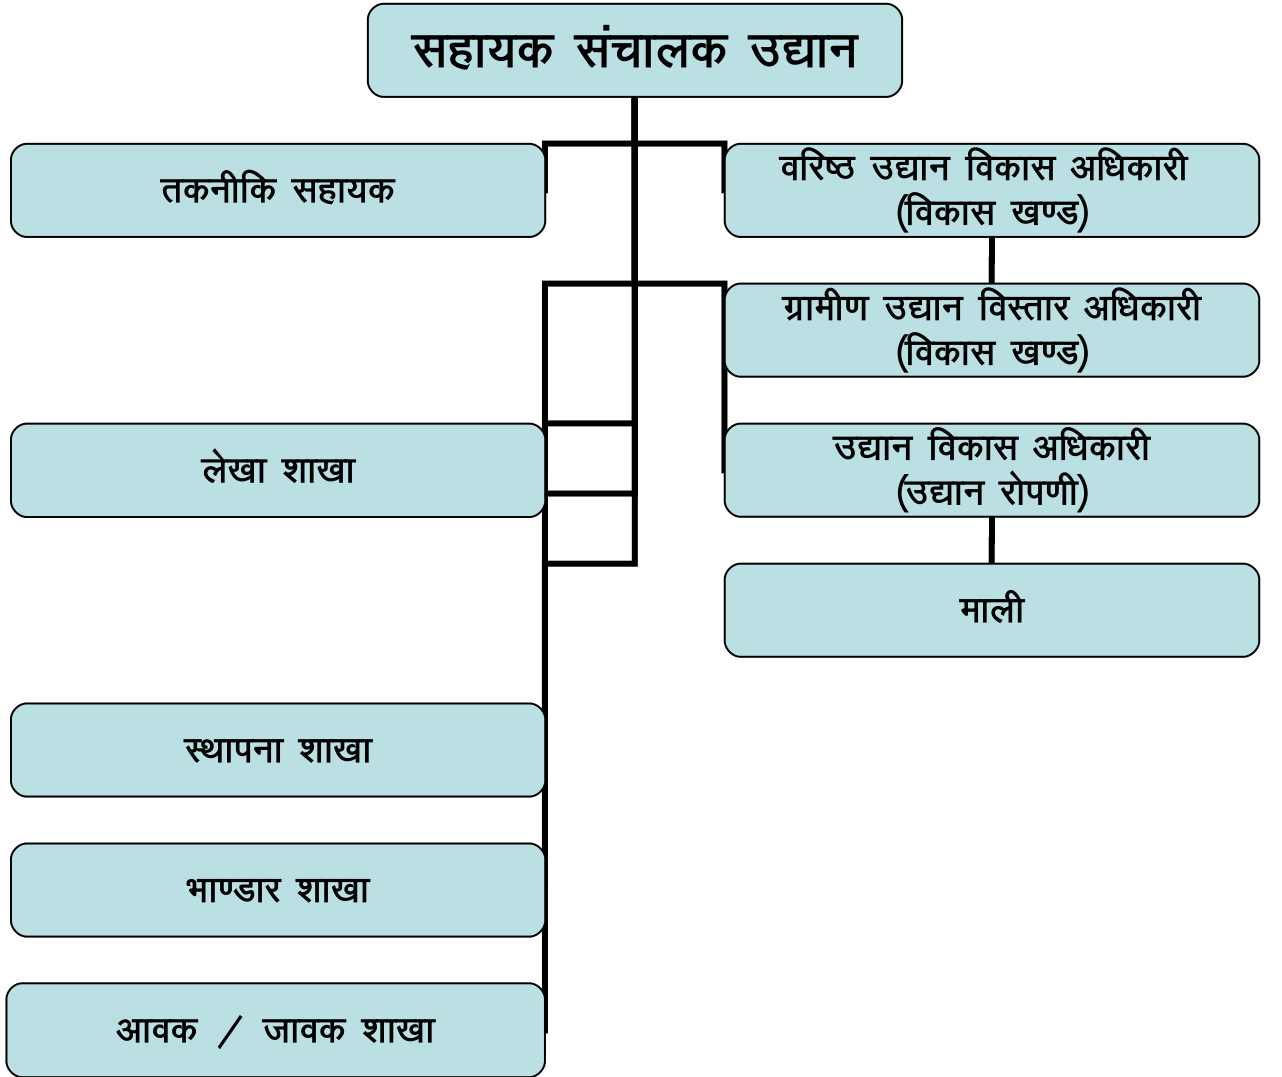 सहायक संचालक उद्यान
तकनीकि सहायक
वरिष्ठ उद्यान विकास अधिकारी
(विकास खण्ड)
ग्रामीण उद्यान विस्तार अधिकारी
(विकास खण्ड)
लेखा शाखा
उद्यान विकास अधिकारी
(उद्यान रोपणी)
माली
स्थापना शाखा
भाण्डार शाखा
आवक / जावक शाखा